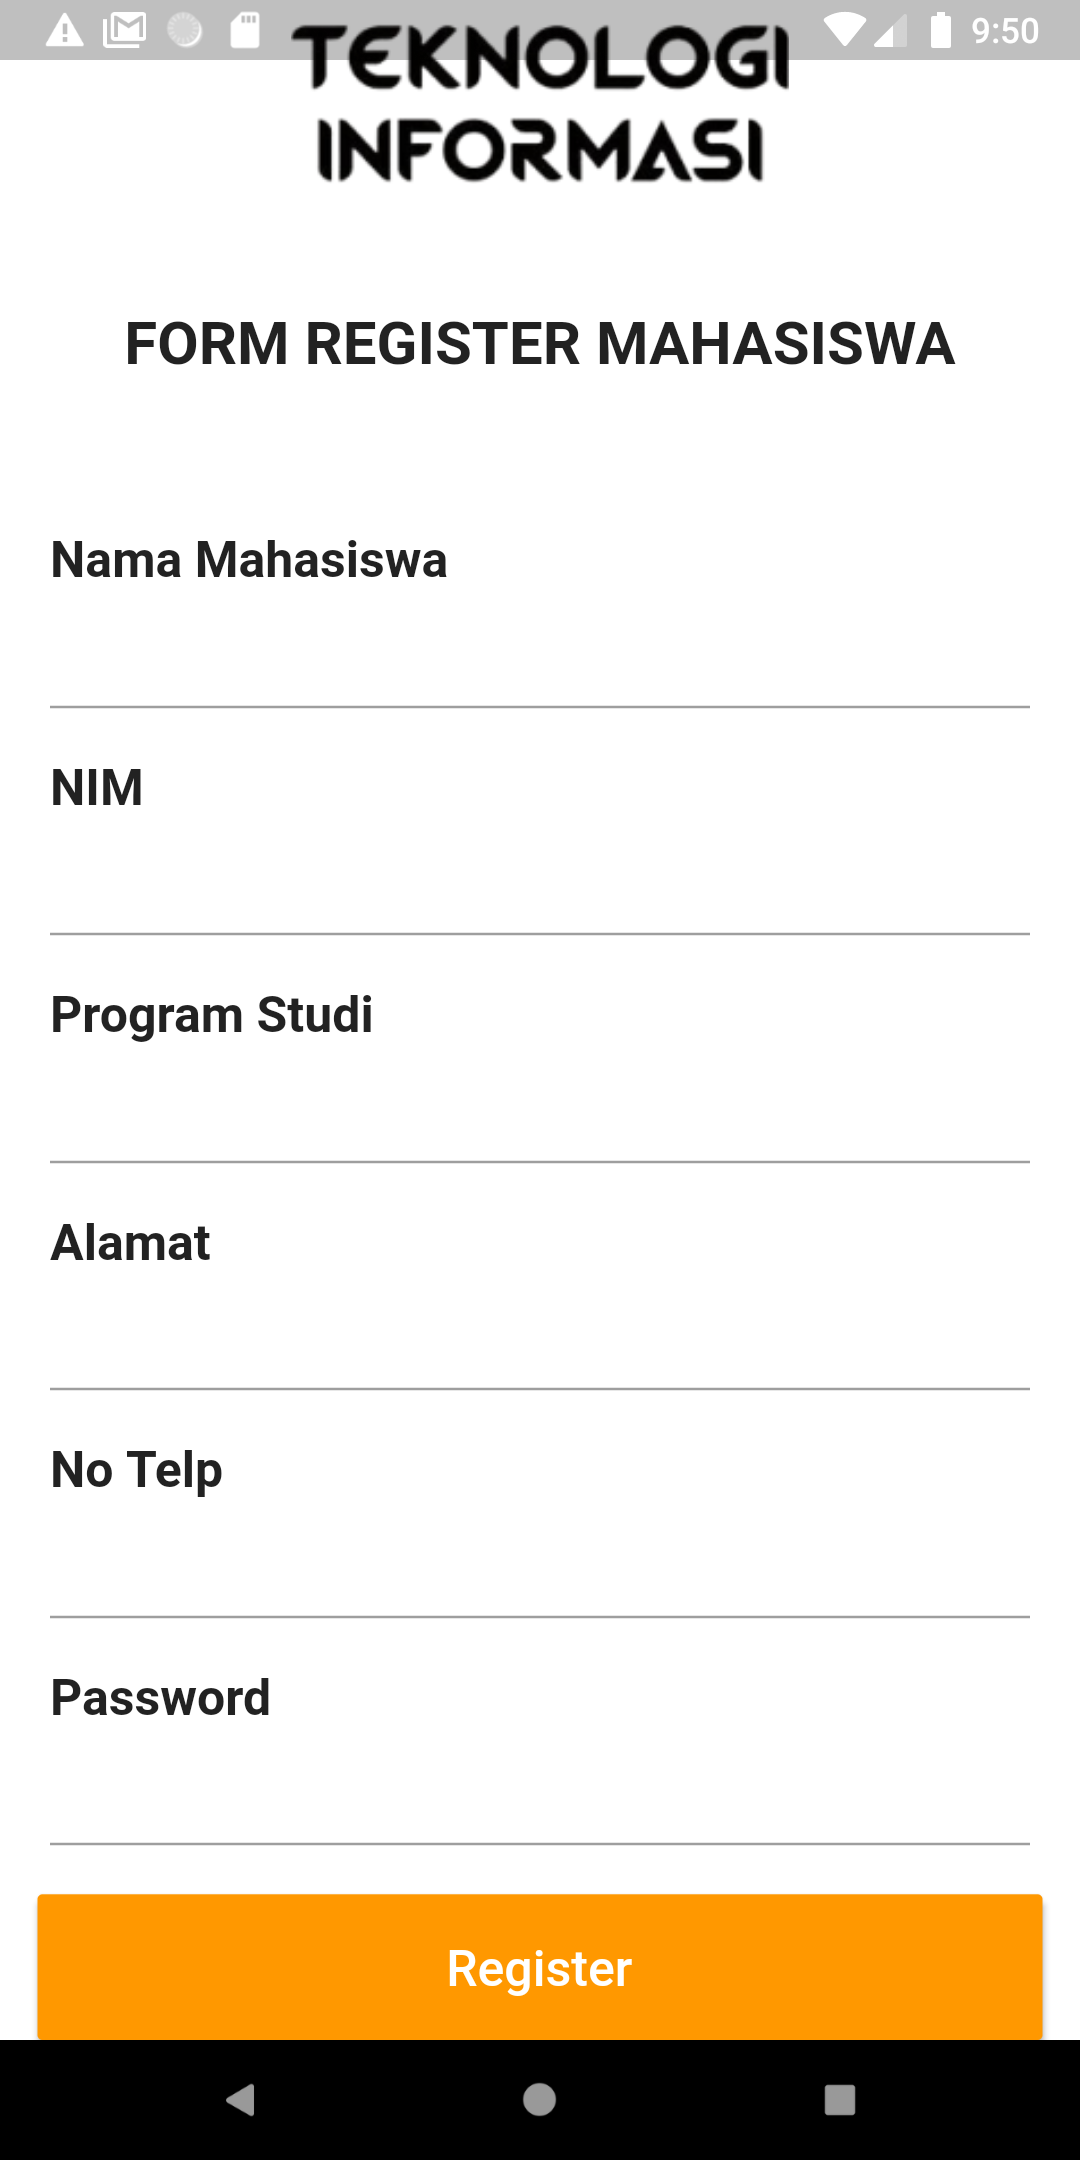 9:50
TEKNOLOGI
INFORMASI
FORM REGISTER MAHASISWA
Nama Mahasiswa
NIM
Program Studi
Alamat
No Telp
Password
Register